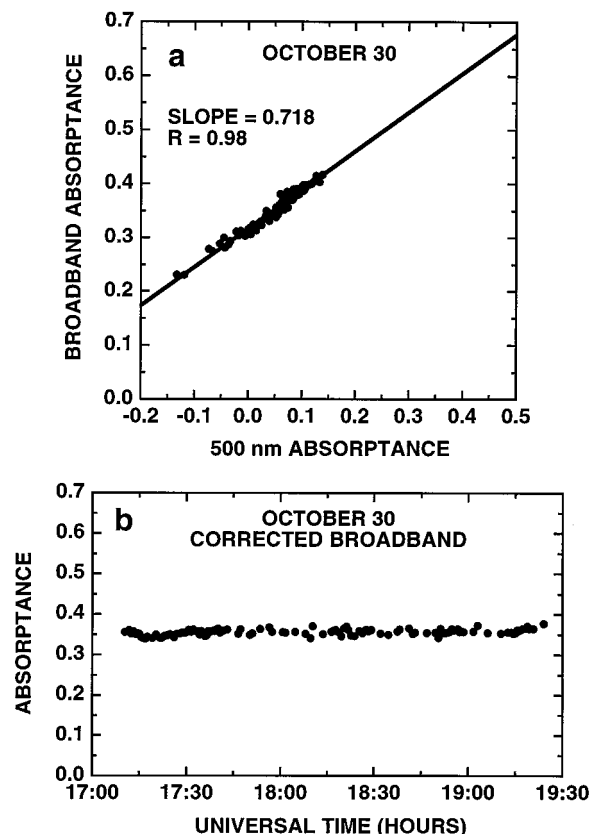 a
OCTOBER 30
SLOPE = 0.718
R = 0.98
BROADBAND ABSORPTANCE
0.7
0.6
0.5
0.4
0.3
0.2
0.1
0.0
-0.2 -0.1 0.0 0.1 0.2 0.3 0.4 0.5
500 nm ABSORPTANCE
b
OCTOBER 30
CORRECTED BROADBAND
ABSORPTANCE
0.7
0.6
0.5
0.4
0.3
0.2
0.1
0.0
17:00 17:30 18:00 18:30 19:00 19:30
UNIVERSAL TIME (HOURS)